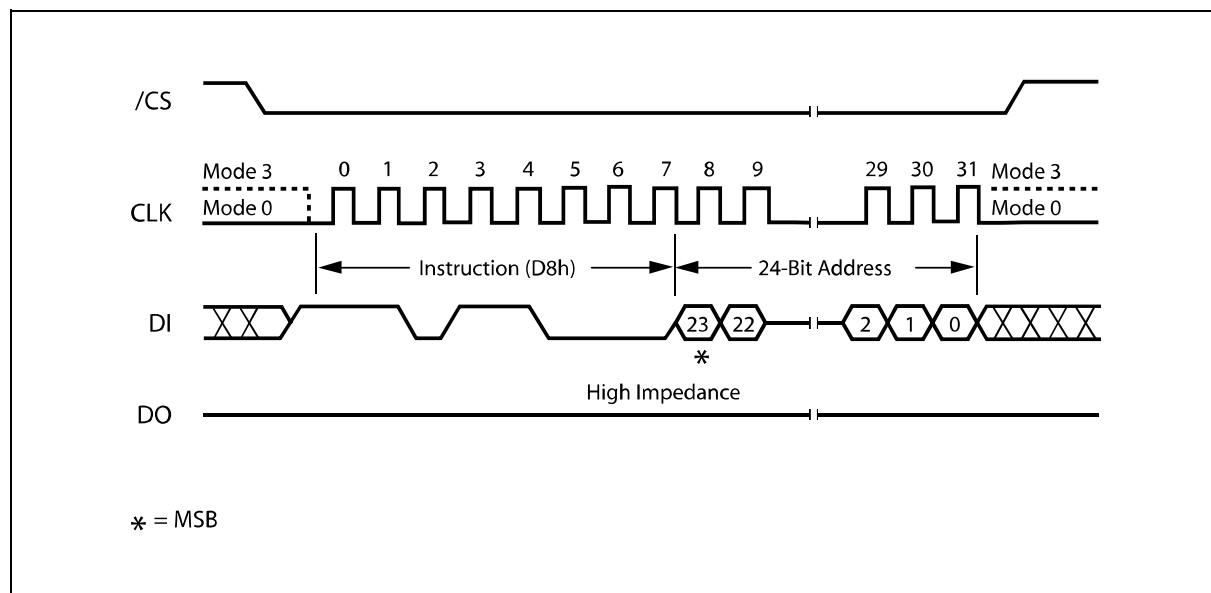 /CS
Mode 3 0 1 2 3 4 5 6 7 8 9 29 30 31 Mode 3
CLK Mode 0 Mode 0
Instruction (D8h) 24-Bit Address
DI 23 22 2 1 0
*
High Impedance
DO
* = MSB